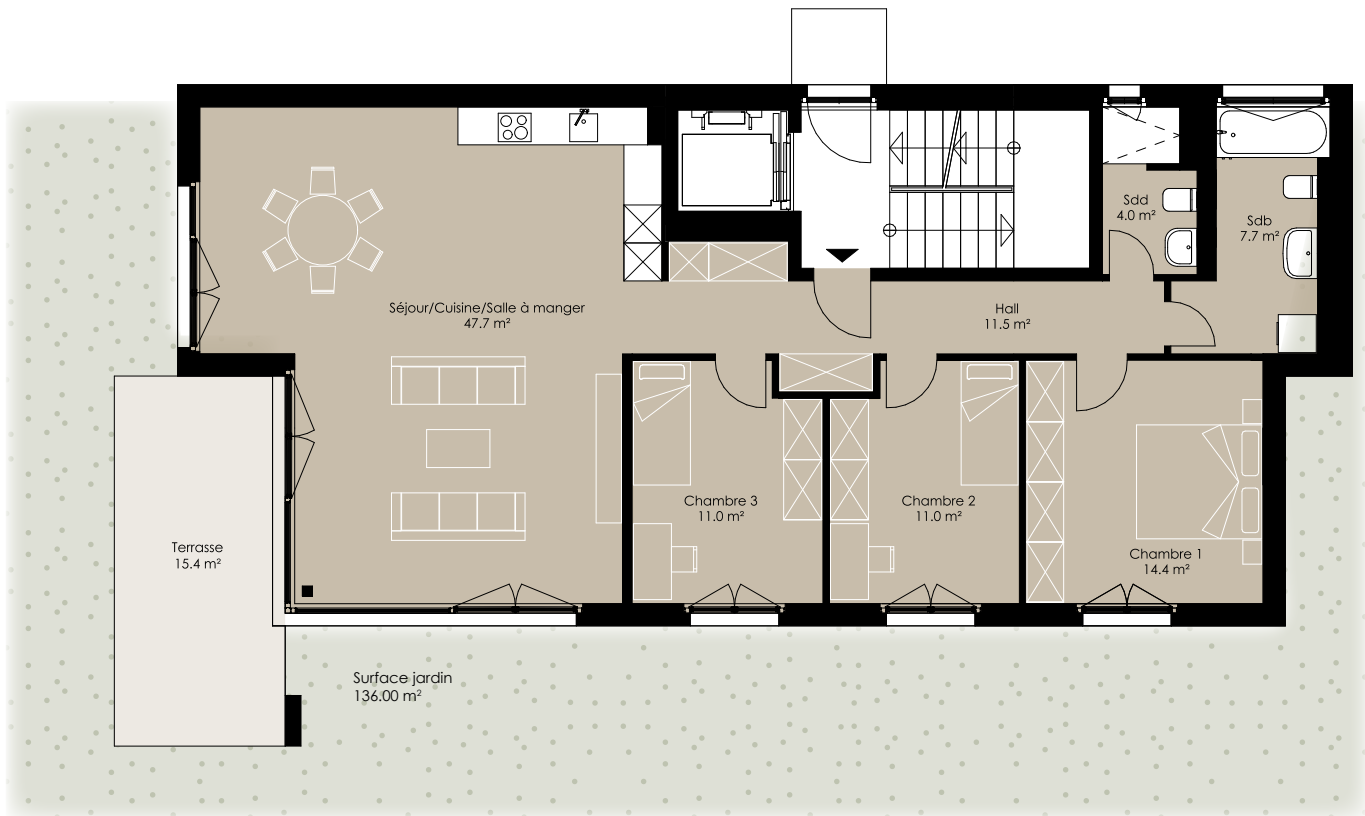 Sdd
4.0 m²
Sdb
7.7 m²
Séjour/Cuisine/Salle à manger
47.7 m²
Hall
11.5 m²
Chambre 3
11.0 m²
Chambre 2
11.0 m²
Chambre 1
14.4 m²
Terrasse
15.4 m²
Surface jardin
136.00 m²